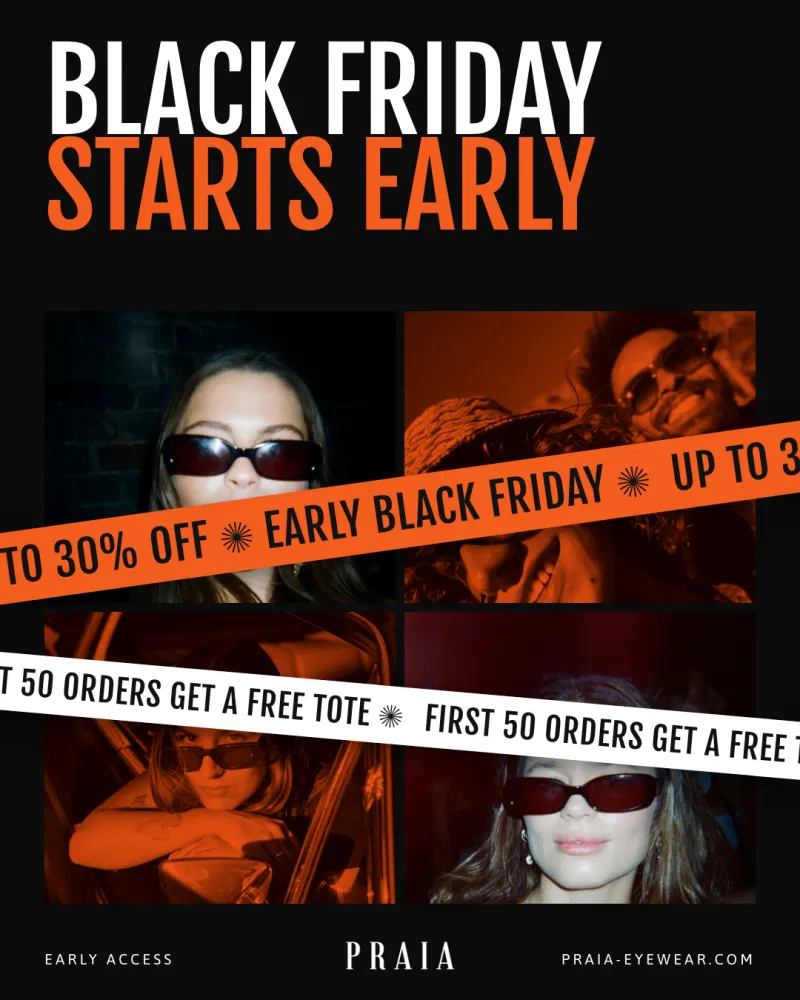 BLACK FRIDAY
STARTS EARLY
TO 30% OFF EARLY BLACK FRIDAY UP TO 3
T 50 ORDERS GET A FREE TOTE FIRST 50 ORDERS GET A FREE T
EARLY ACCESS
PRAIA
PRAIA-EYEWEAR.COM